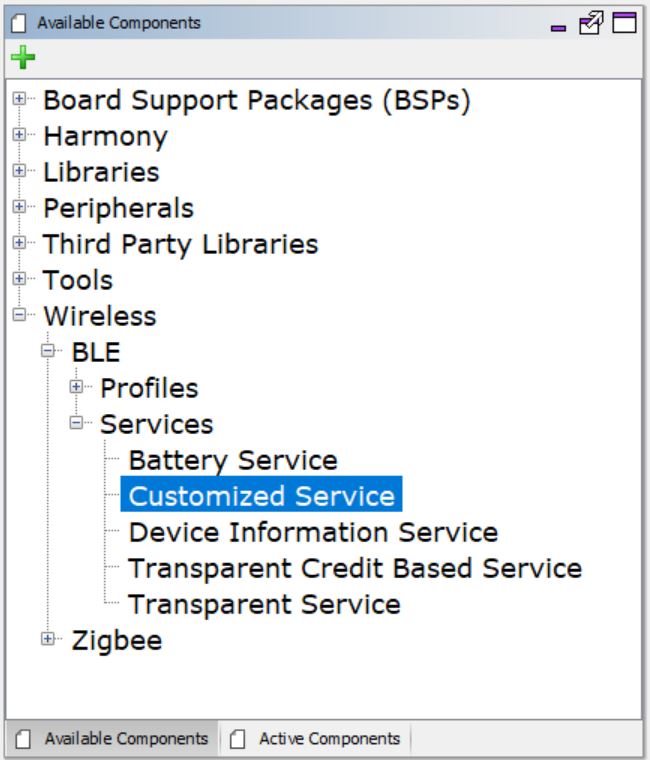 Available Components
Board Support Packages (BSPs)
Harmony
Libraries
Peripherals
Third Party Libraries
Tools
Wireless
BLE
Profiles
Services
Battery Service
Customized Service
Device Information Service
Transparent Credit Based Service
Transparent Service
Zigbee
Available Components Active Components